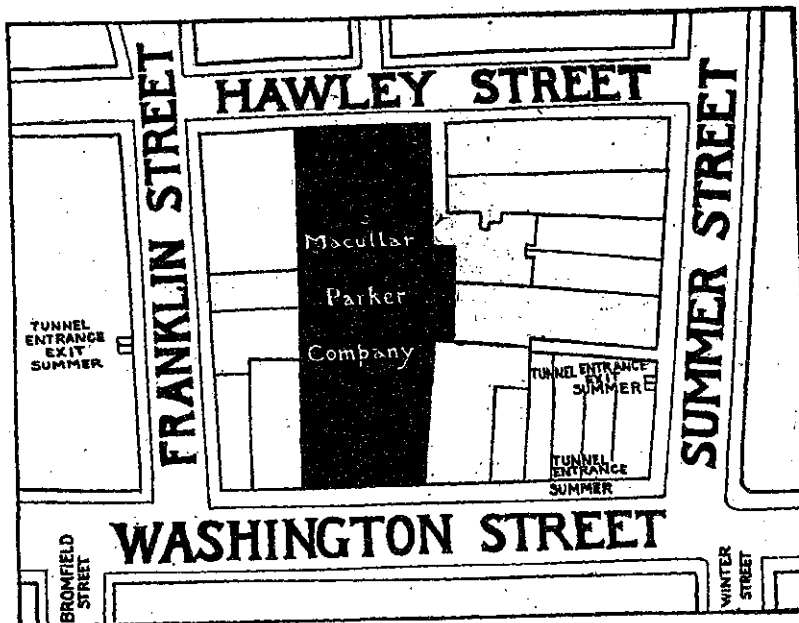 HAWLEY STREET
FRANKLIN STREET
SUMMER STREET
Macullar
Parker
Company
TUNNEL
ENTRANCE
EXIT
SUMMER
TUNNEL ENTRANCE
EXIT
SUMMER
TUNNEL
ENTRANCE
SUMMER
WASHINGTON STREET
BROMFIELD
STREET
WINTER
STREET